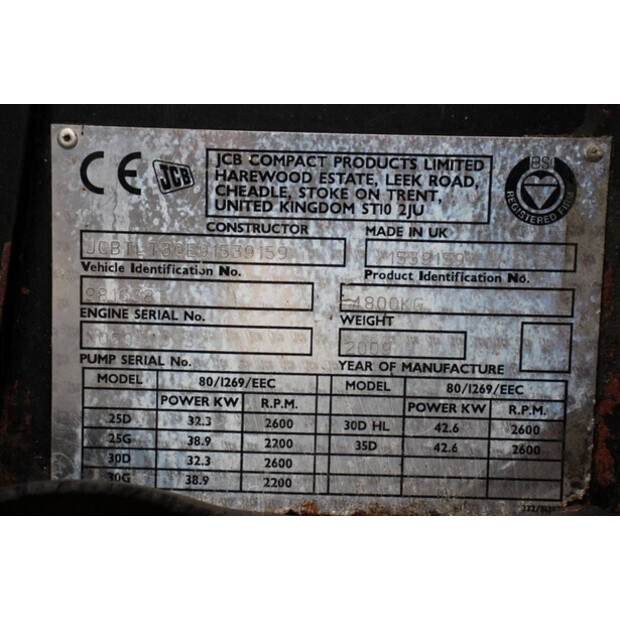 CE JCB
JCB COMPACT PRODUCTS LIMITED
HAREWOOD ESTATE, LEEK ROAD,
CHEADLE, STOKE ON TRENT,
UNITED KINGDOM ST10 2JU
BSI
REGISTERED FIRM
CONSTRUCTOR MADE IN UK
1539159
Vehicle Identification No. Product Identification No.
4800KG
ENGINE SERIAL No. WEIGHT
2009
PUMP SERIAL No. YEAR OF MANUFACTURE
MODEL 80/1269/EEC MODEL 80/1269/EEC
POWER KW R.P.M. POWER KW R.P.M.
25D 32.3 2600 30D HL 42.6 2600
25G 38.9 2200 35D 42.6 2600
30D 32.3 2600
30G 38.9 2200